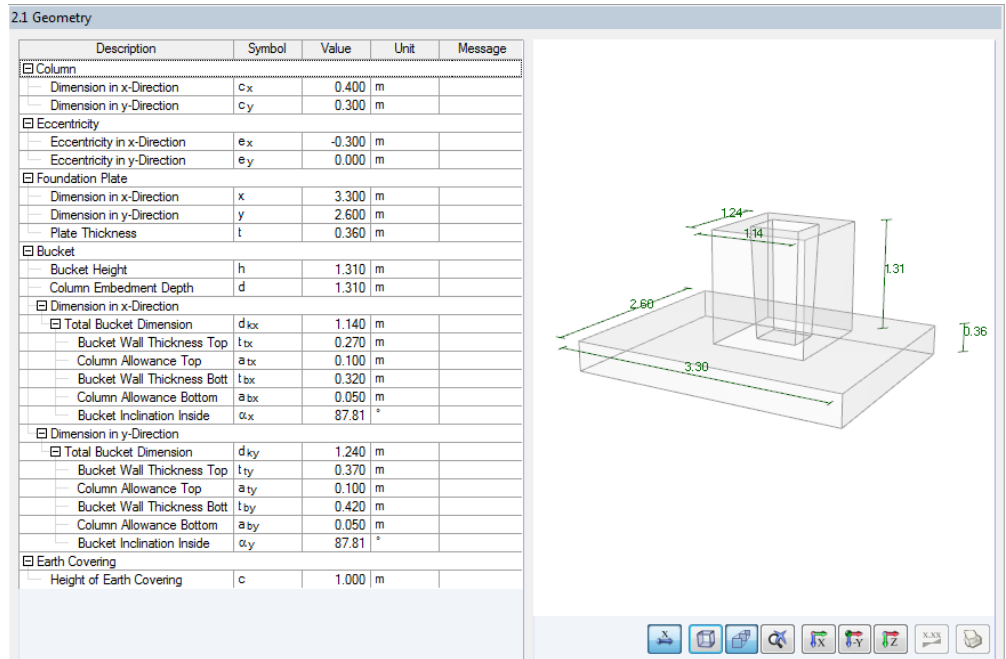 2.1 Geometry
Description Symbol Value Unit Message
Column
Dimension in x-Direction cx 0.400 m
Dimension in y-Direction cy 0.300 m
Eccentricity
Eccentricity in x-Direction ex -0.300 m
Eccentricity in y-Direction ey 0.000 m
Foundation Plate
Dimension in x-Direction x 3.300 m
Dimension in y-Direction y 2.600 m
Plate Thickness t 0.360 m
Bucket
Bucket Height h 1.310 m
Column Embedment Depth d 1.310 m
Dimension in x-Direction
Total Bucket Dimension dkx 1.140 m
Bucket Wall Thickness Top ttx 0.270 m
Column Allowance Top atx 0.100 m
Bucket Wall Thickness Bott tbx 0.320 m
Column Allowance Bottom abx 0.050 m
Bucket Inclination Inside αx 87.81 °
Dimension in y-Direction
Total Bucket Dimension dky 1.240 m
Bucket Wall Thickness Top tty 0.370 m
Column Allowance Top aty 0.100 m
Bucket Wall Thickness Bott tby 0.420 m
Column Allowance Bottom aby 0.050 m
Bucket Inclination Inside αy 87.81 °
Earth Covering
Height of Earth Covering c 1.000 m
1.24
1.14
1.31
2.60
0.36
3.30
x X -Y Z x.xx